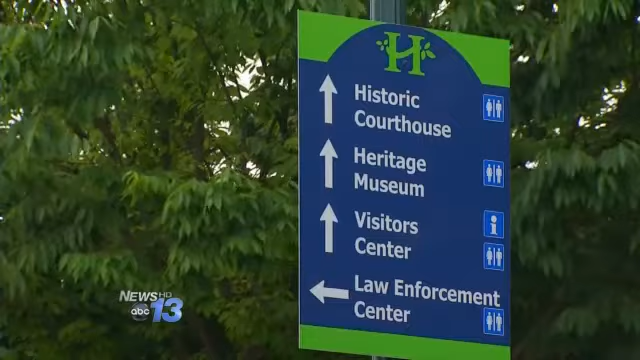 H
Historic
Courthouse
Heritage
Museum
Visitors
Center
Law Enforcement
Center
i
NEWS HD
abc 13